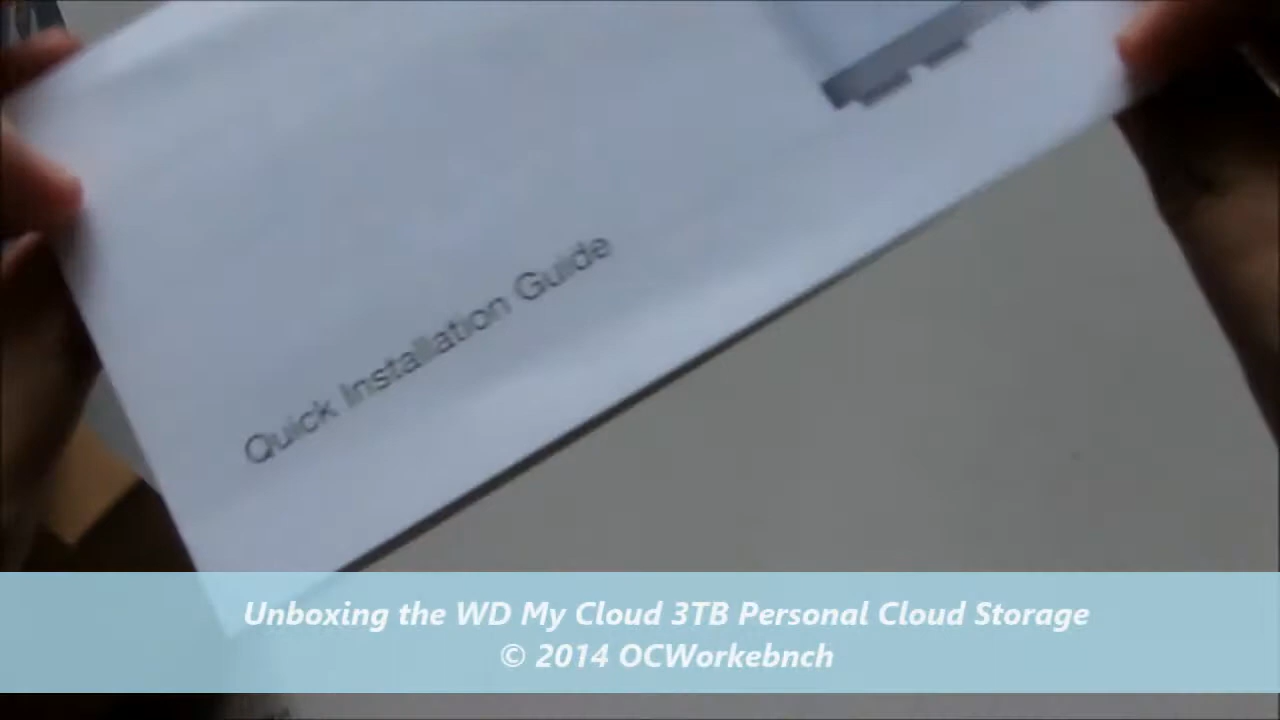 Quick Installation Guide
Unboxing the WD My Cloud 3TB Personal Cloud Storage
© 2014 OCWorkebnch